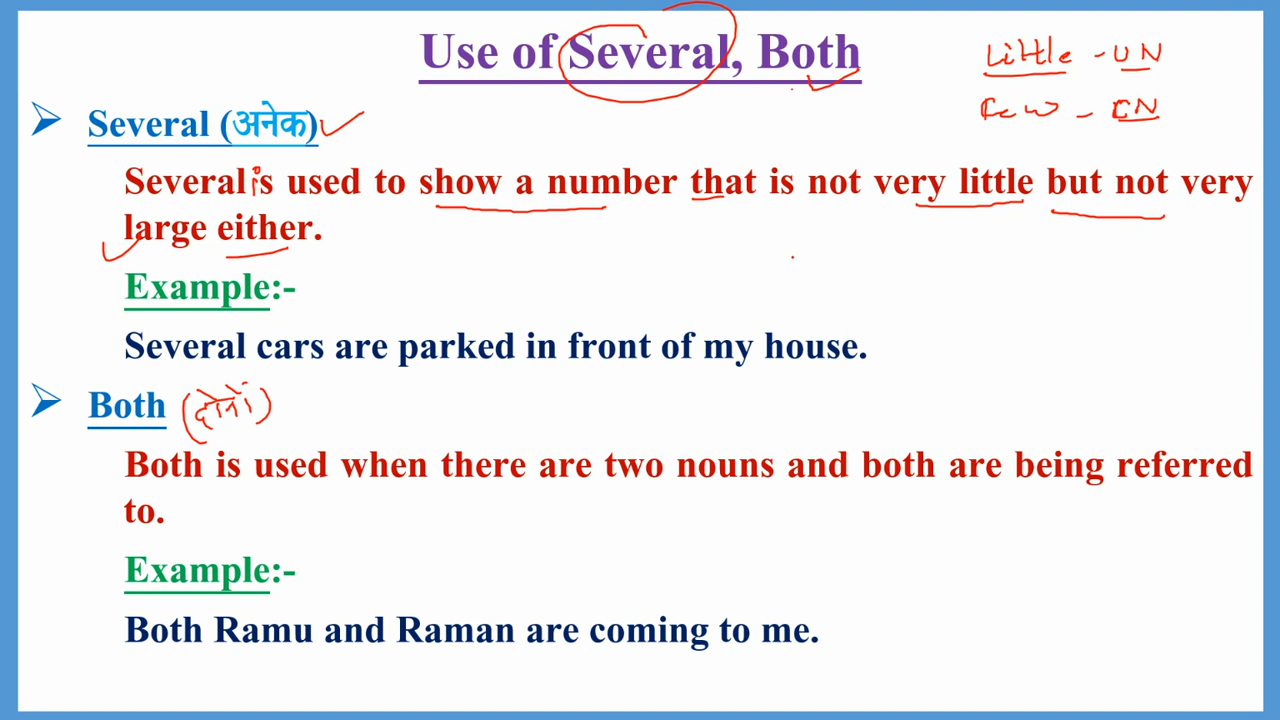 Use of Several, Both
Little - UN
Few - CN
Several (अनेक)
Several is used to show a number that is not very little but not very
large either.
Example:-
Several cars are parked in front of my house.
Both (दोनों)
Both is used when there are two nouns and both are being referred
to.
Example:-
Both Ramu and Raman are coming to me.